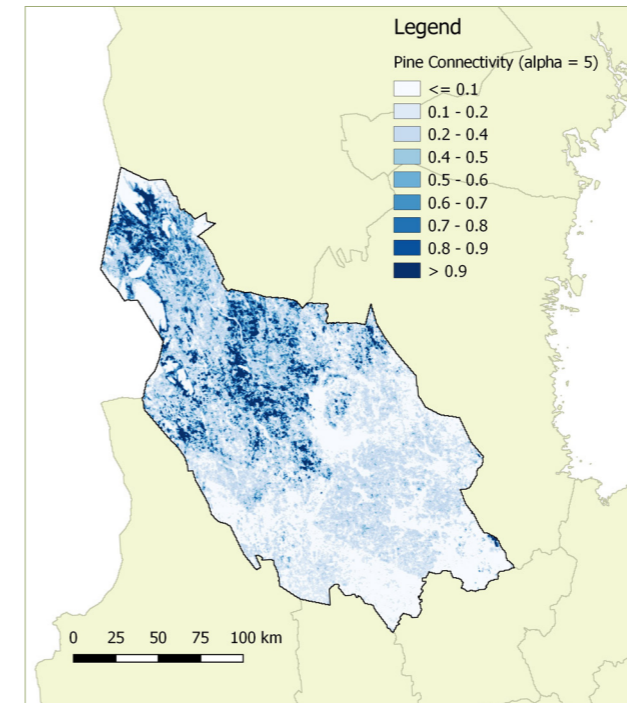 Legend
Pine Connectivity (alpha = 5)
<= 0.1
0.1 - 0.2
0.2 - 0.4
0.4 - 0.5
0.5 - 0.6
0.6 - 0.7
0.7 - 0.8
0.8 - 0.9
> 0.9
0 25 50 75 100 km